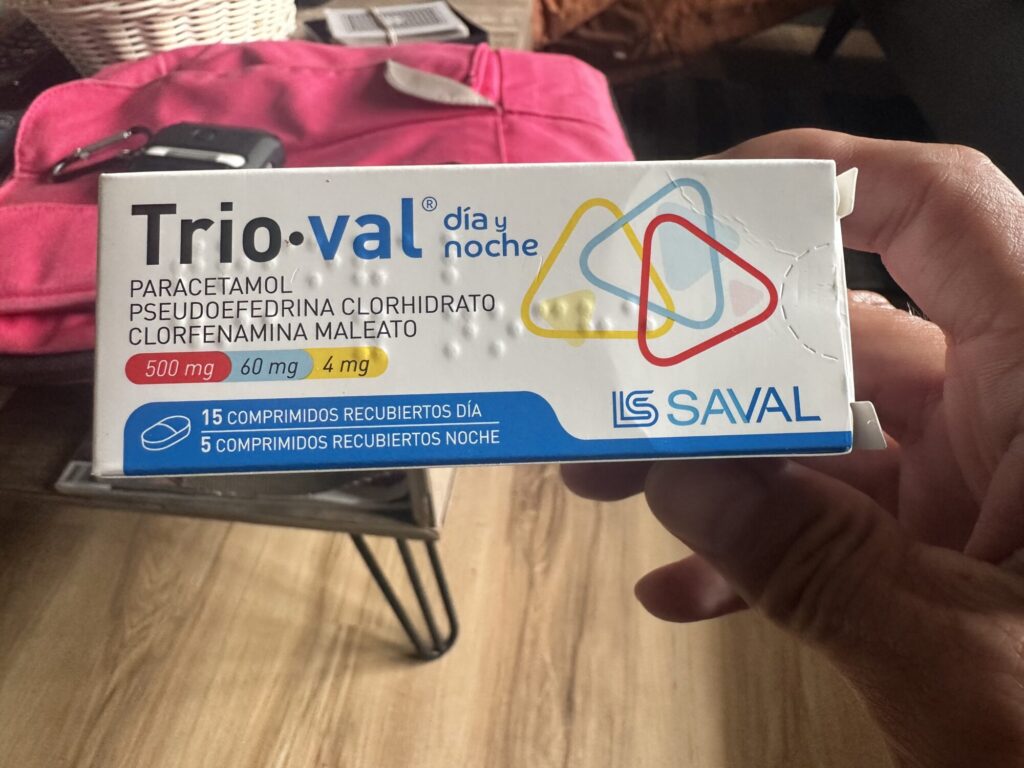 Trio·val® día y noche
PARACETAMOL
PSEUDOEFEDRINA CLORHIDRATO
CLORFENAMINA MALEATO
500 mg 60 mg 4 mg
15 COMPRIMIDOS RECUBIERTOS DÍA
5 COMPRIMIDOS RECUBIERTOS NOCHE
LS SAVAL